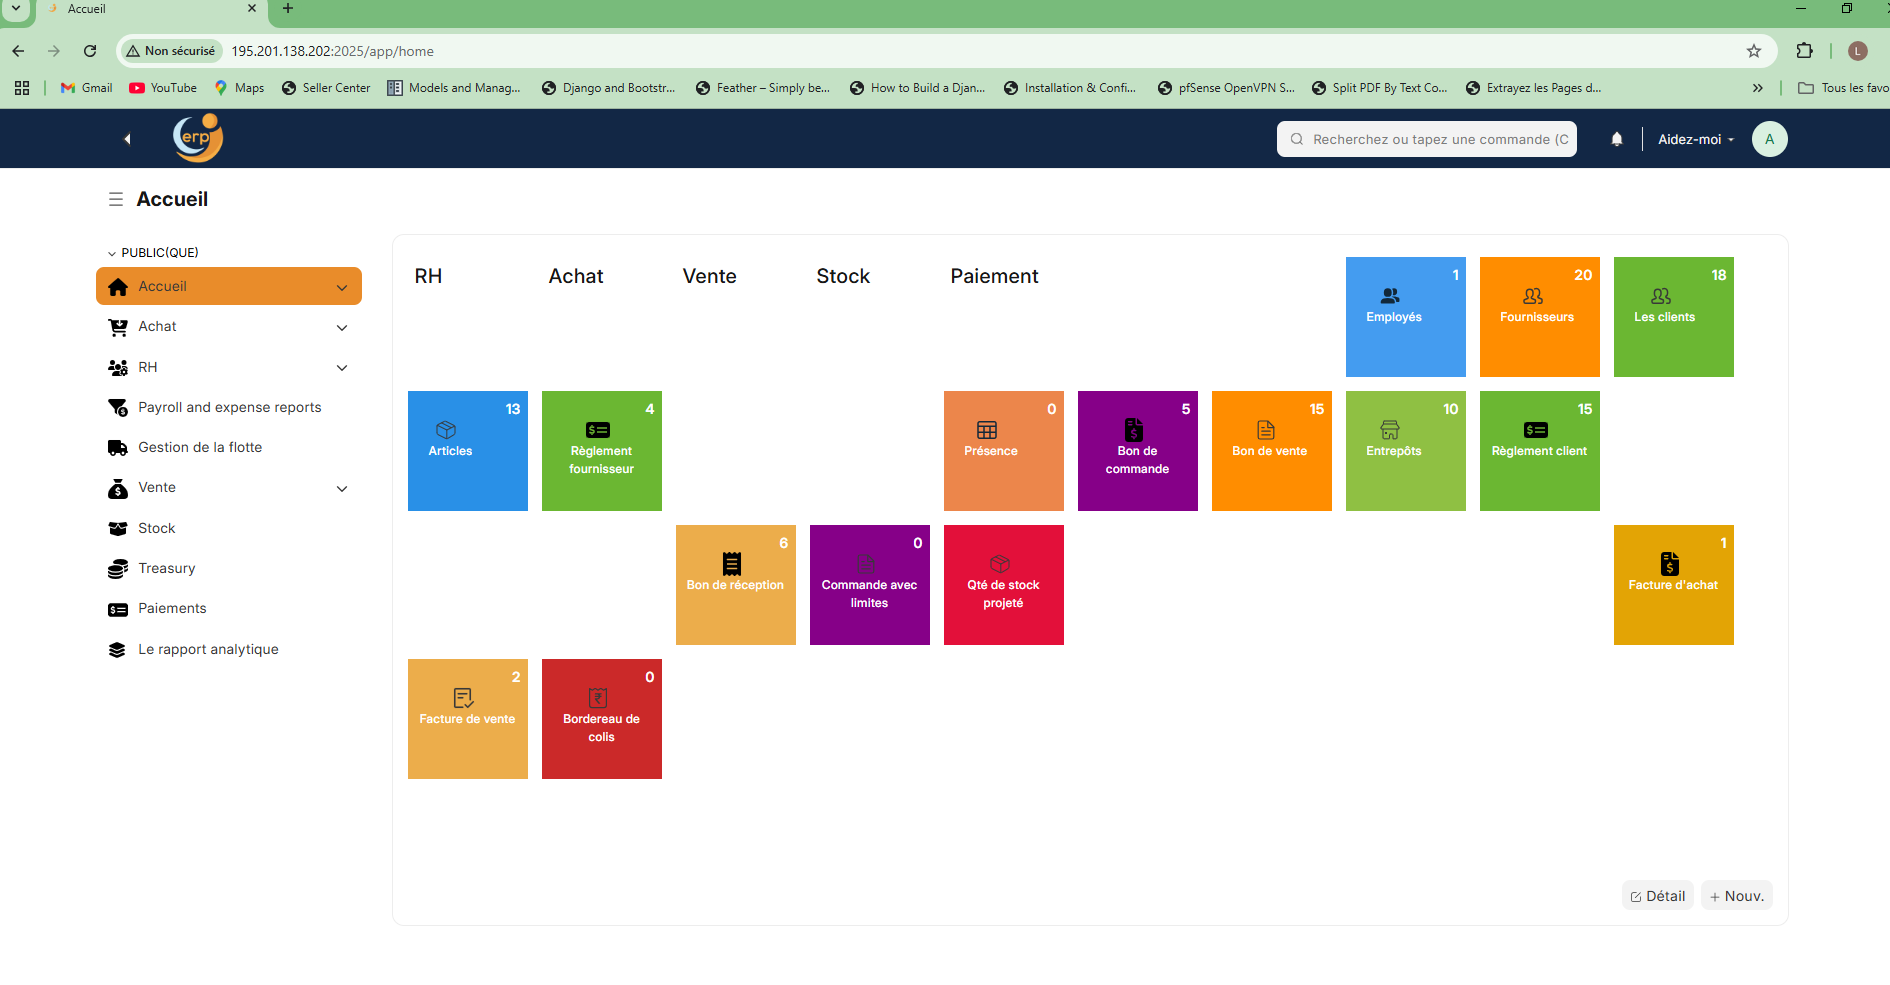 Accueil
Non sécurisé
195.201.138.202:2025/app/home
L
Gmail
YouTube
Maps
Seller Center
Models and Manag...
Django and Bootstr...
Feather – Simply be...
How to Build a Djan...
Installation & Confi...
pfSense OpenVPN S...
Split PDF By Text Co...
Extrayez les Pages d...
Tous les favo
erp
Recherchez ou tapez une commande (C
Aidez-moi
A
Accueil
PUBLIC(QUE)
Accueil
Achat
RH
Payroll and expense reports
Gestion de la flotte
Vente
Stock
Treasury
Paiements
Le rapport analytique
RH
Achat
Vente
Stock
Paiement
1
Employés
20
Fournisseurs
18
Les clients
13
Articles
4
Règlement
fournisseur
0
Présence
5
Bon de
commande
15
Bon de vente
10
Entrepôts
15
Règlement client
6
Bon de réception
0
Commande avec
limites
Qté de stock
projeté
1
Facture d'achat
2
Facture de vente
0
Bordereau de
colis
Détail
+ Nouv.